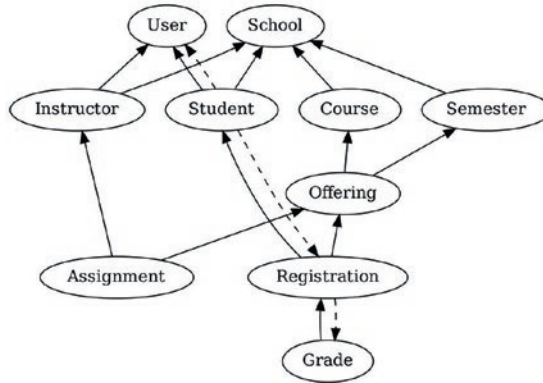 User School
Instructor Student Course Semester
Offering
Assignment Registration
Grade